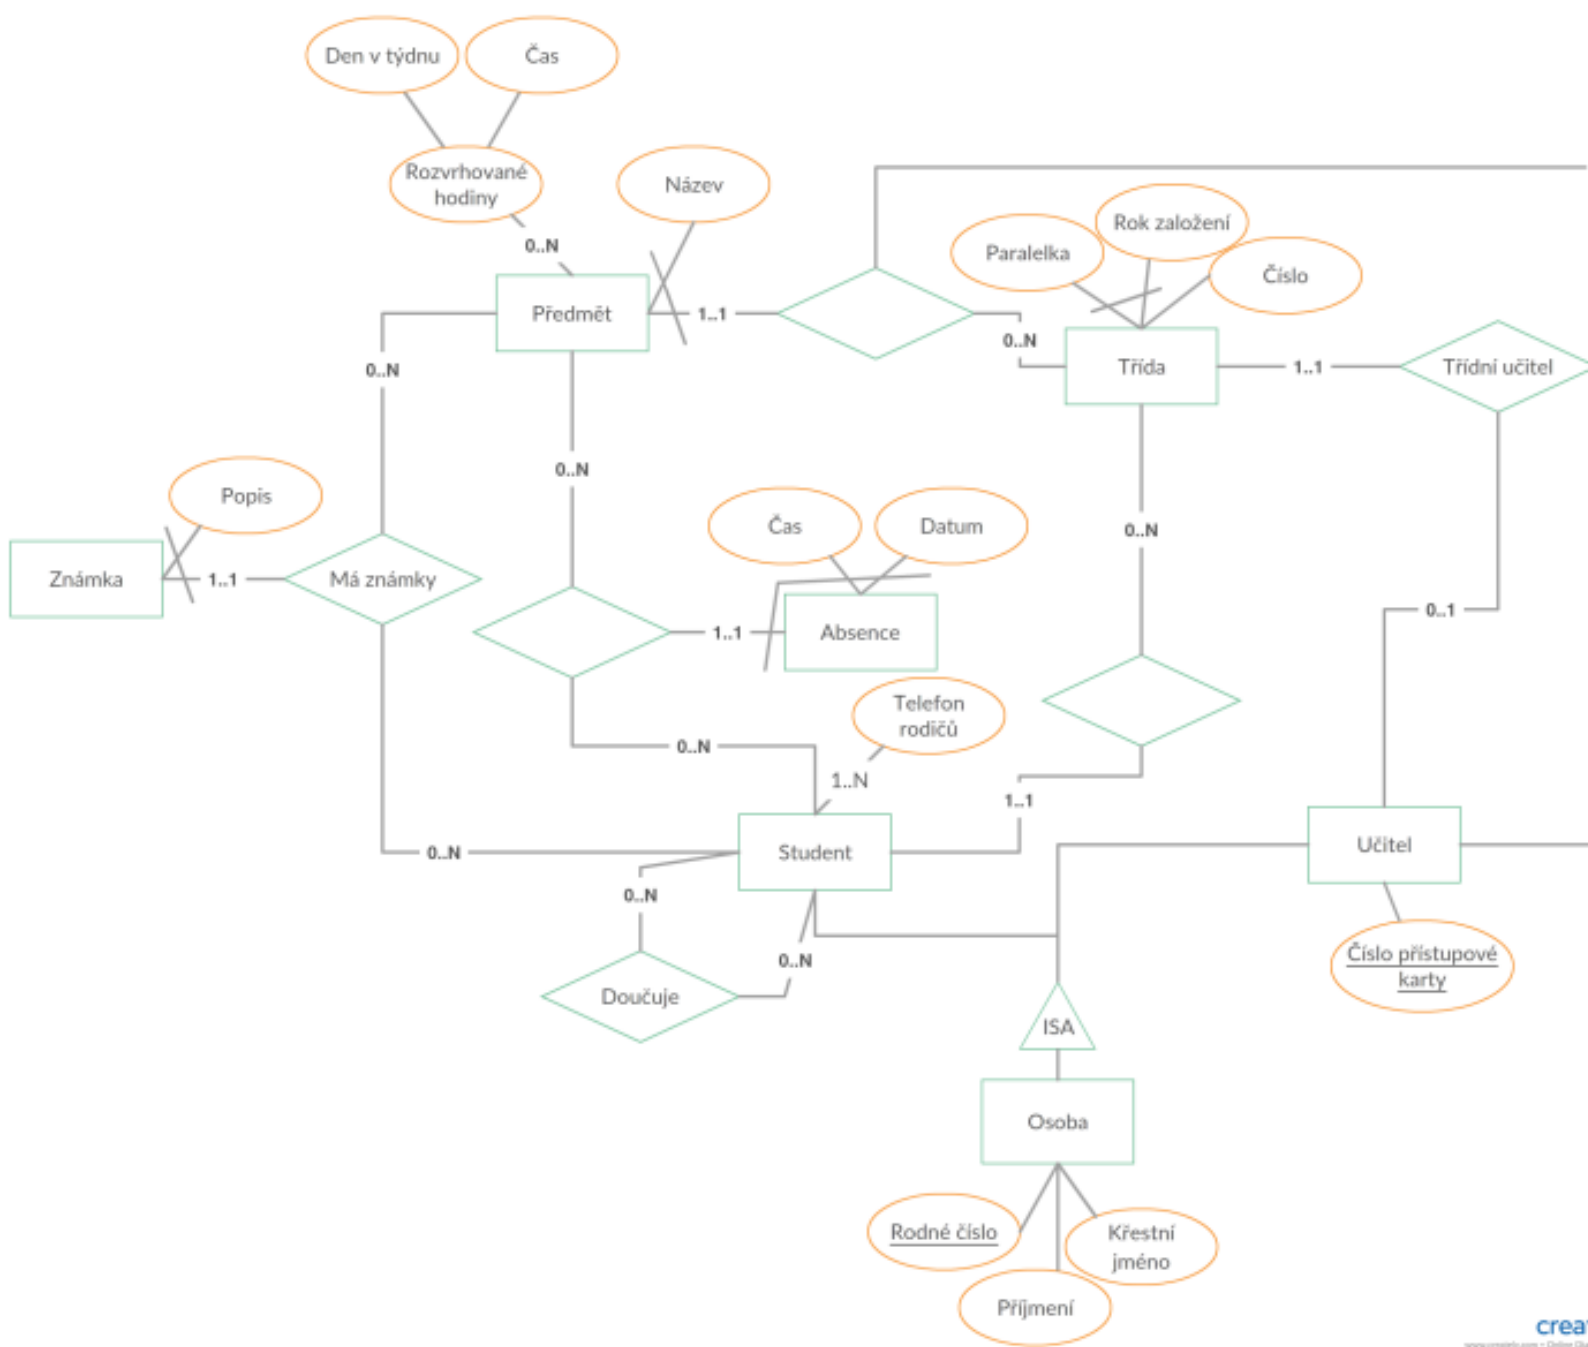 Den v týdnu
Čas
Rozvrhované
hodiny
Název
0..N
Rok založení
Paralelka
Číslo
Předmět
1..1
0..N
Třída
1..1
Třídní učitel
0..N
0..N
Popis
Čas
Datum
0..N
Známka
1..1
Má známky
0..1
1..1
Absence
Telefon
rodičů
0..N
1..N
1..1
0..N
Student
Učitel
0..N
0..N
Číslo přístupové
karty
Doučuje
ISA
Osoba
Rodné číslo
Křestní
jméno
Příjmení
creat